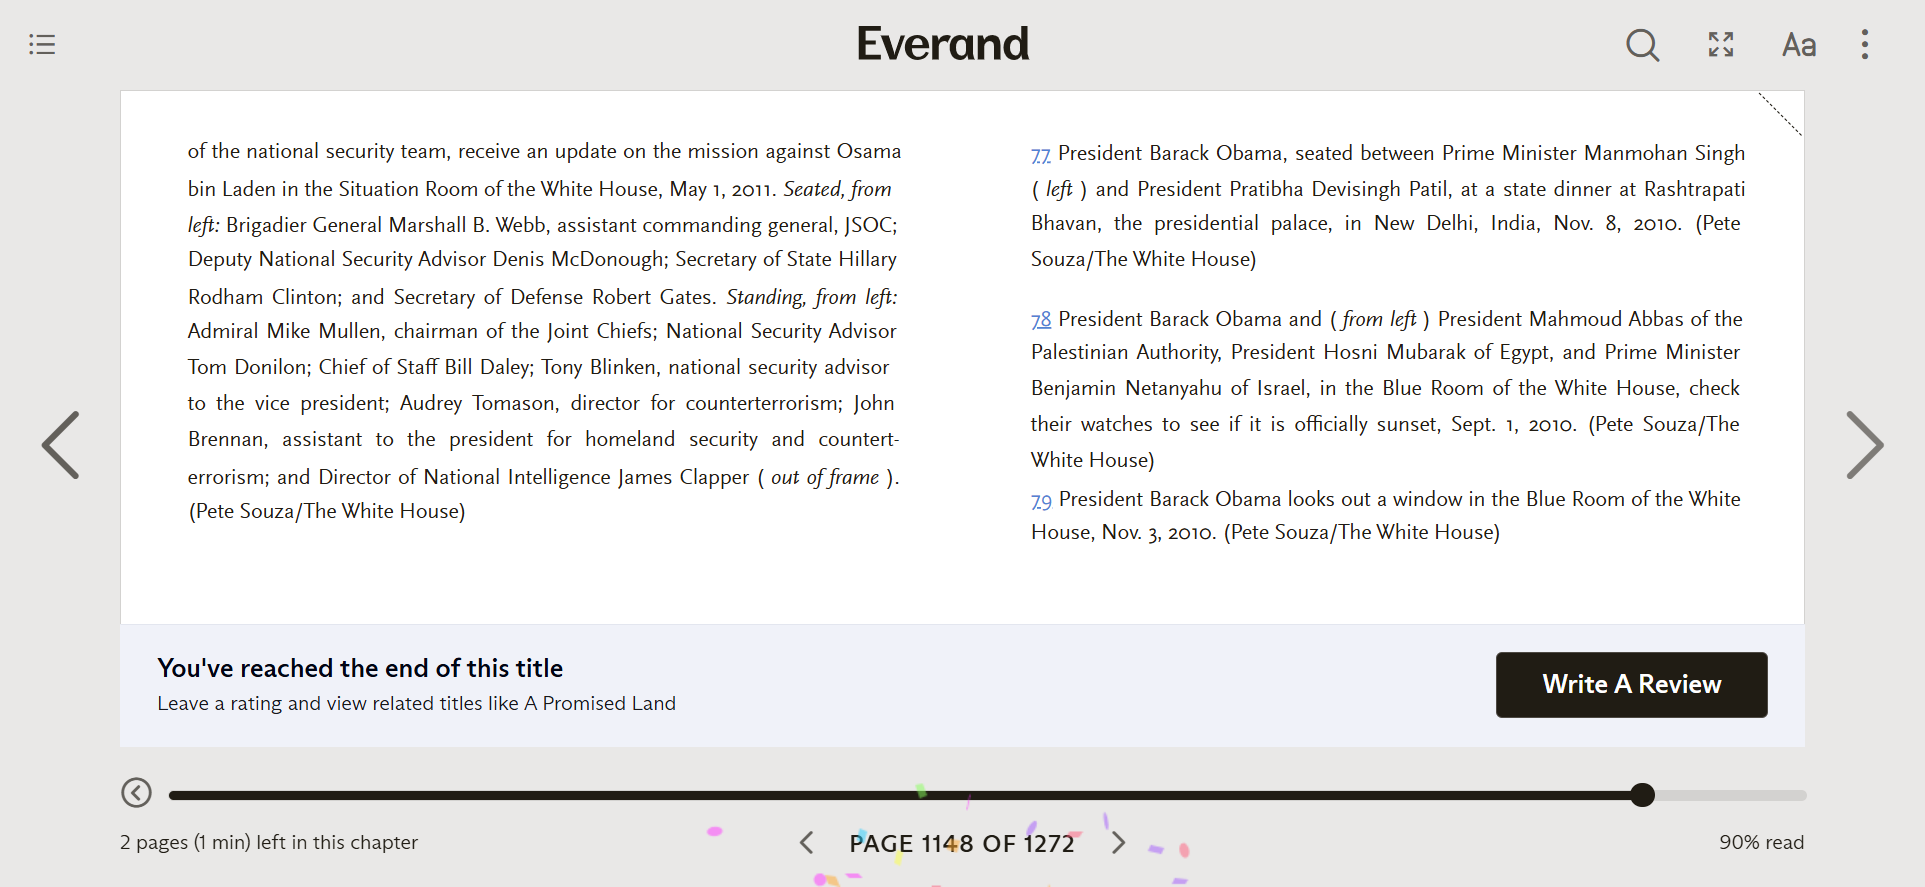 Everand
Aa
of the national security team, receive an update on the mission against Osama
bin Laden in the Situation Room of the White House, May 1, 2011. Seated, from
left: Brigadier General Marshall B. Webb, assistant commanding general, JSOC;
Deputy National Security Advisor Denis McDonough; Secretary of State Hillary
Rodham Clinton; and Secretary of Defense Robert Gates. Standing, from left:
Admiral Mike Mullen, chairman of the Joint Chiefs; National Security Advisor
Tom Donilon; Chief of Staff Bill Daley; Tony Blinken, national security advisor
to the vice president; Audrey Tomason, director for counterterrorism; John
Brennan, assistant to the president for homeland security and countert-
errorism; and Director of National Intelligence James Clapper ( out of frame ).
(Pete Souza/The White House)
77 President Barack Obama, seated between Prime Minister Manmohan Singh
( left ) and President Pratibha Devisingh Patil, at a state dinner at Rashtrapati
Bhavan, the presidential palace, in New Delhi, India, Nov. 8, 2010. (Pete
Souza/The White House)
78 President Barack Obama and ( from left ) President Mahmoud Abbas of the
Palestinian Authority, President Hosni Mubarak of Egypt, and Prime Minister
Benjamin Netanyahu of Israel, in the Blue Room of the White House, check
their watches to see if it is officially sunset, Sept. 1, 2010. (Pete Souza/The
White House)
79 President Barack Obama looks out a window in the Blue Room of the White
House, Nov. 3, 2010. (Pete Souza/The White House)
You've reached the end of this title
Leave a rating and view related titles like A Promised Land
Write A Review
2 pages (1 min) left in this chapter
PAGE 1148 OF 1272
90% read